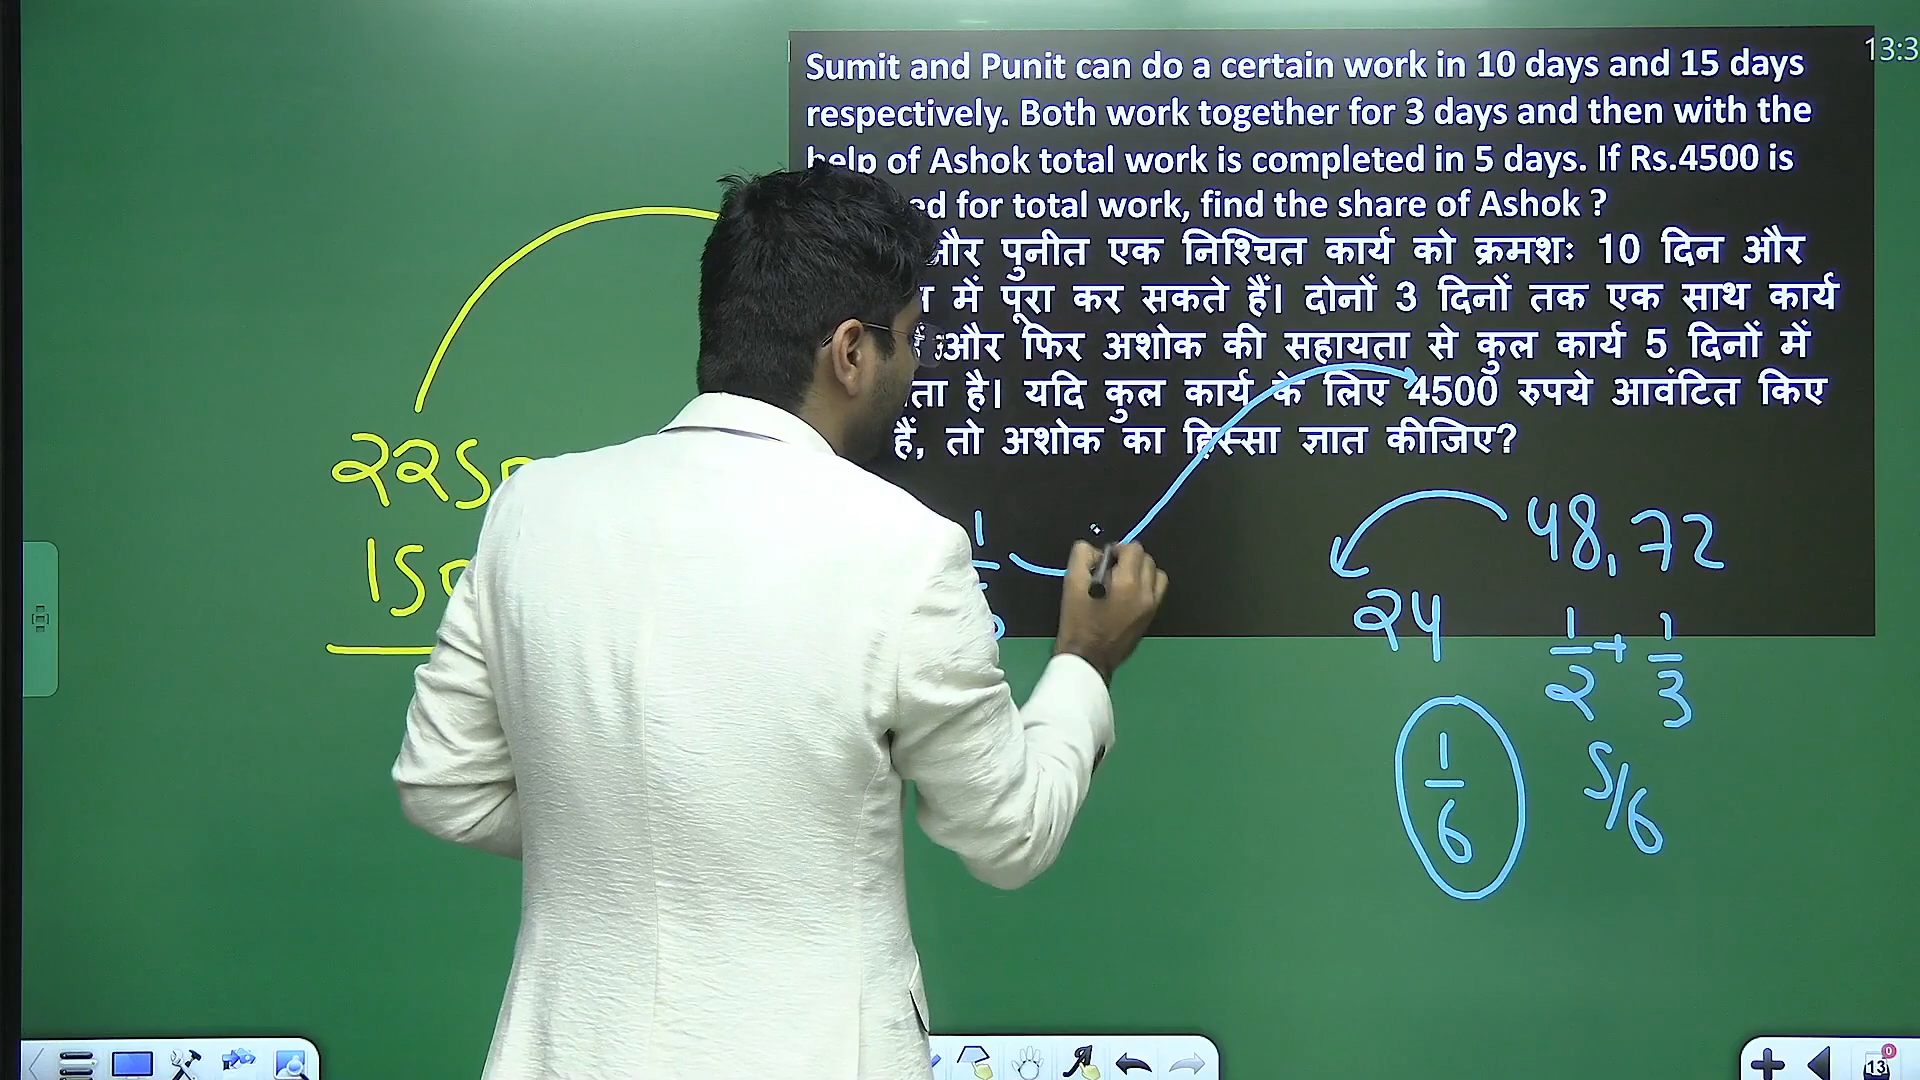 13:3
Sumit and Punit can do a certain work in 10 days and 15 days
respectively. Both work together for 3 days and then with the
help of Ashok total work is completed in 5 days. If Rs.4500 is
for total work, find the share of Ashok ?
और पुनीत एक निश्चित कार्य को क्रमशः 10 दिन और
में पूरा कर सकते हैं। दोनों 3 दिनों तक एक साथ कार्य
और फिर अशोक की सहायता से कुल कार्य 5 दिनों में
है। यदि कुल कार्य के लिए 4500 रुपये आवंटित किए
हैं, तो अशोक का हिस्सा ज्ञात कीजिए?
2250
150
48, 72
24
1/2 + 1/3
5/6
1/6
13